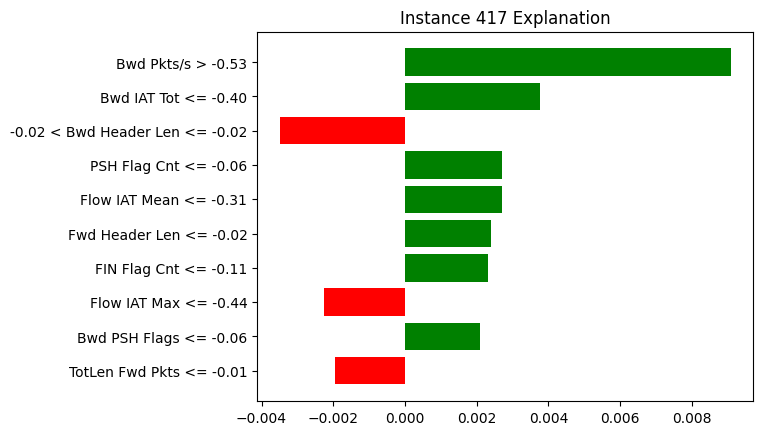 Instance 417 Explanation
Bwd Pkts/s > -0.53
Bwd IAT Tot <= -0.40
-0.02 < Bwd Header Len <= -0.02
PSH Flag Cnt <= -0.06
Flow IAT Mean <= -0.31
Fwd Header Len <= -0.02
FIN Flag Cnt <= -0.11
Flow IAT Max <= -0.44
Bwd PSH Flags <= -0.06
TotLen Fwd Pkts <= -0.01
−0.004 −0.002 0.000 0.002 0.004 0.006 0.008